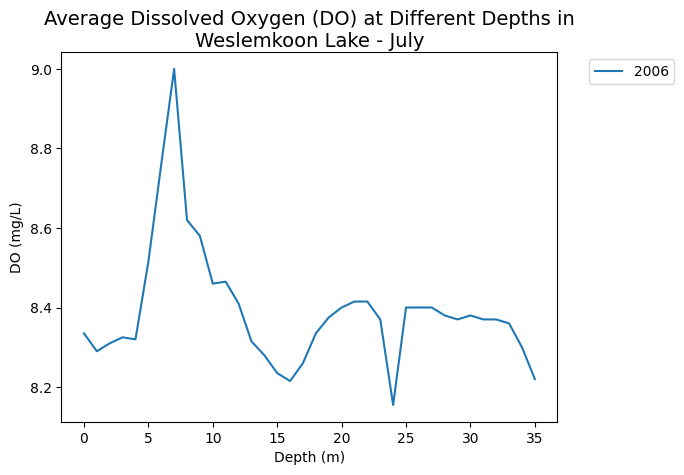 Average Dissolved Oxygen (DO) at Different Depths in
Weslemkoon Lake - July
2006
9.0
8.8
8.6
8.4
8.2
DO (mg/L)
0 5 10 15 20 25 30 35
Depth (m)